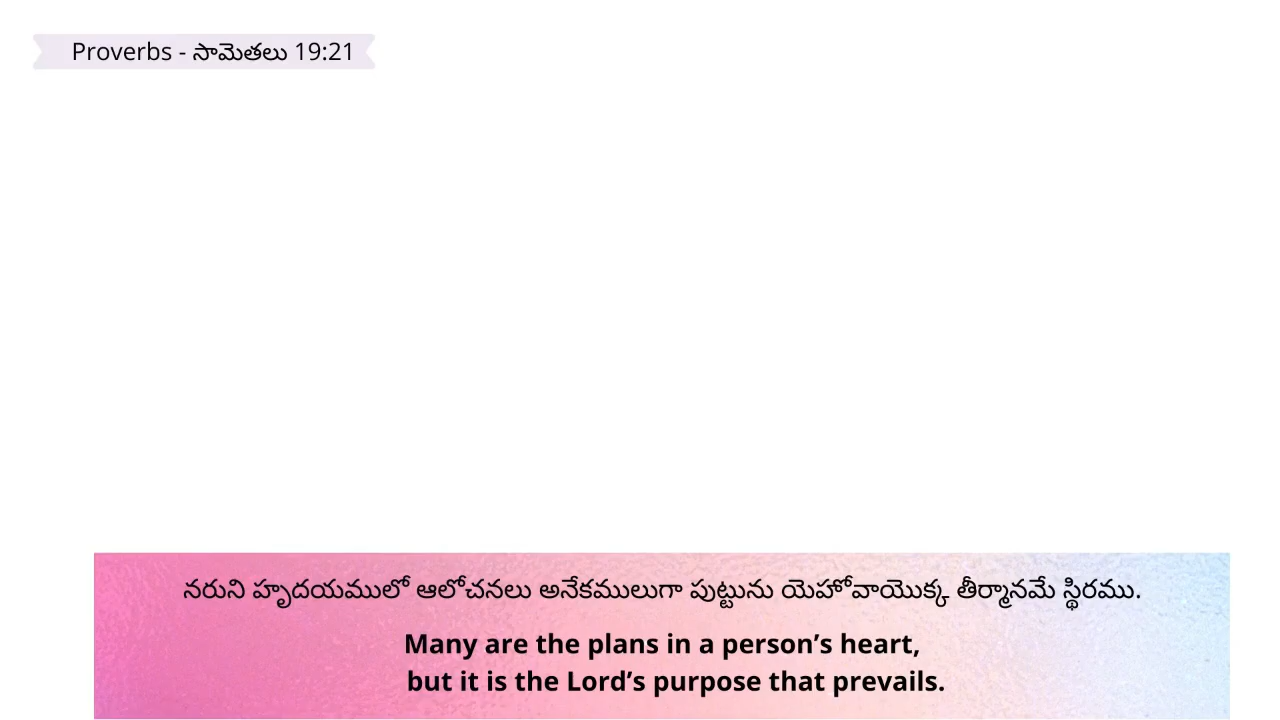 Proverbs - సామెతలు 19:21
నరుని హృదయములో ఆలోచనలు అనేకములుగా పుట్టును యెహోవాయొక్క తీర్మానమే స్థిరము.
Many are the plans in a person’s heart,
but it is the Lord’s purpose that prevails.